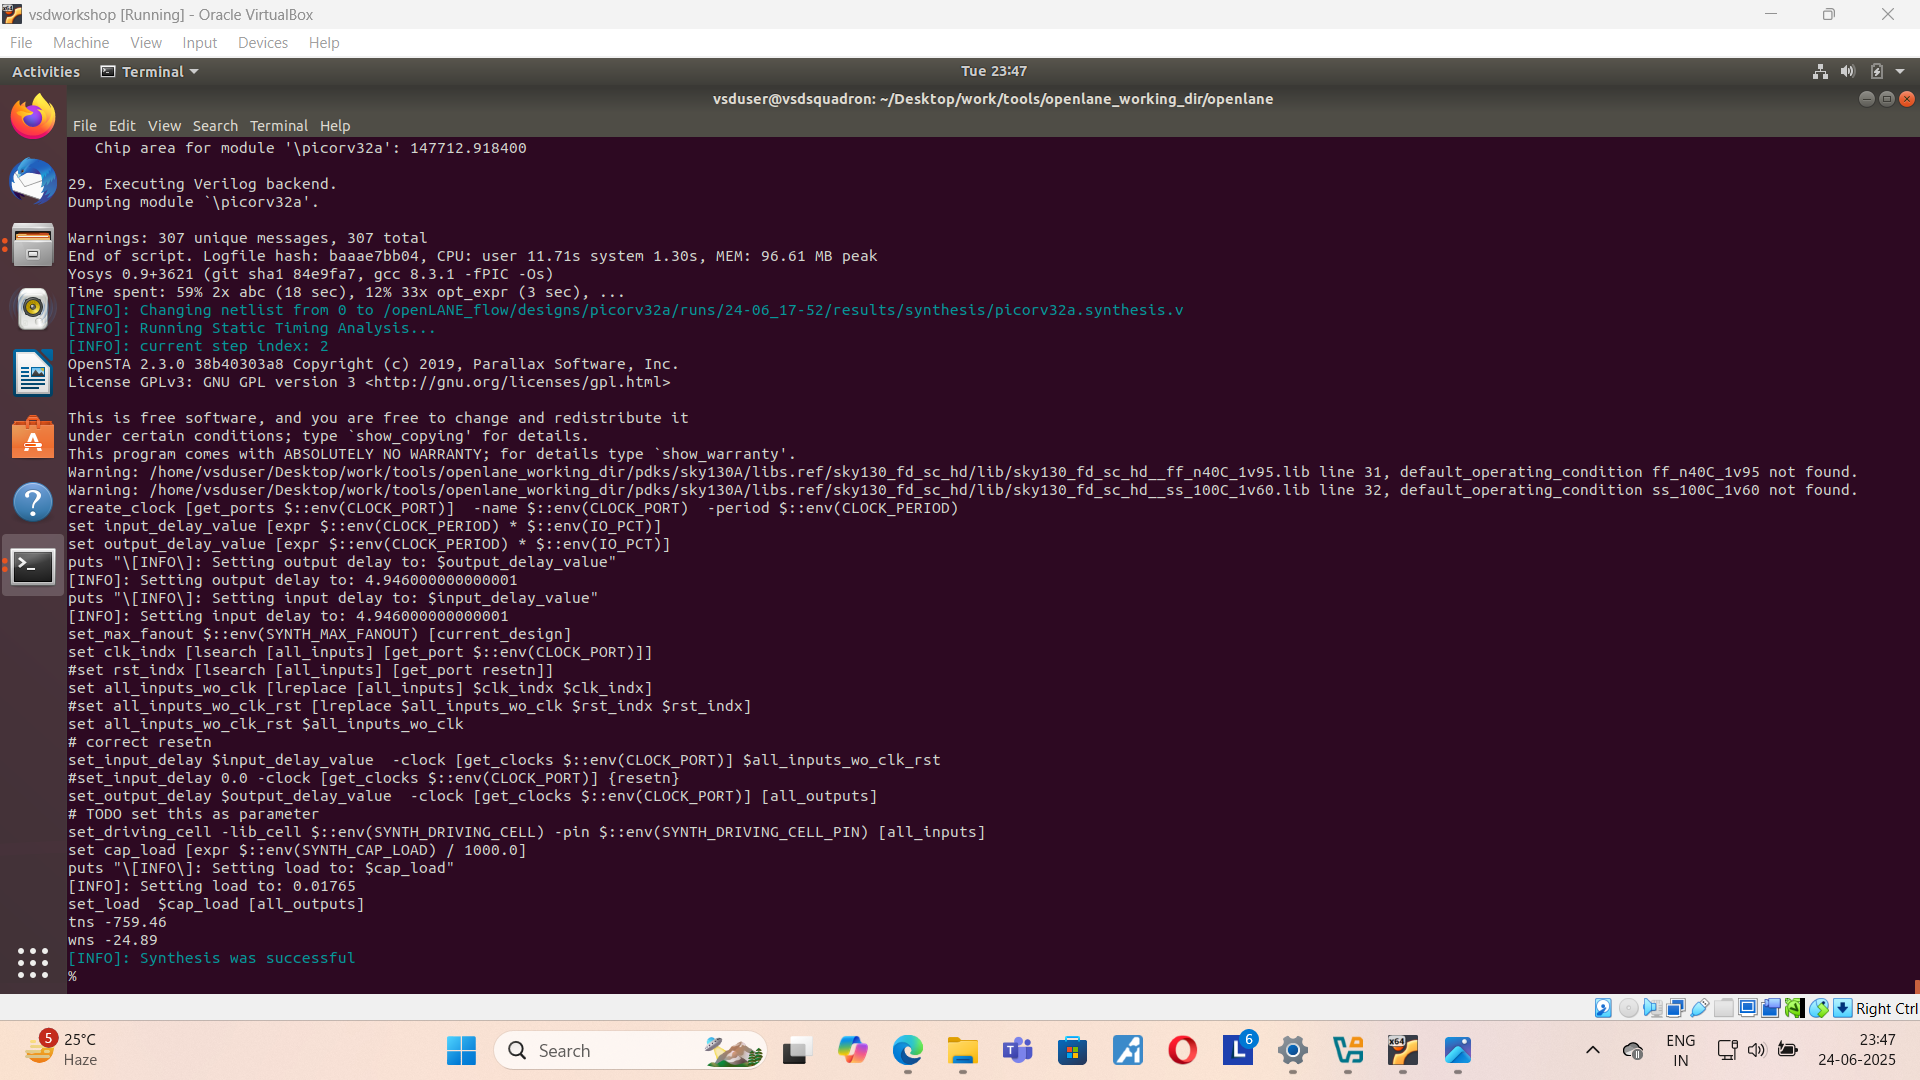 vsdworkshop [Running] - Oracle VirtualBox
File Machine View Input Devices Help
Activities Terminal Tue 23:47
vsduser@vsdsquadron: ~/Desktop/work/tools/openlane_working_dir/openlane
File Edit View Search Terminal Help
Chip area for module '\picorv32a': 147712.918400
29. Executing Verilog backend.
Dumping module `\picorv32a'.
Warnings: 307 unique messages, 307 total
End of script. Logfile hash: baaae7bb04, CPU: user 11.71s system 1.30s, MEM: 96.61 MB peak
Yosys 0.9+3621 (git sha1 84e9fa7, gcc 8.3.1 -fPIC -Os)
Time spent: 59% 2x abc (18 sec), 12% 33x opt_expr (3 sec), ...
[INFO]: Changing netlist from 0 to /openLANE_flow/designs/picorv32a/runs/24-06_17-52/results/synthesis/picorv32a.synthesis.v
[INFO]: Running Static Timing Analysis...
[INFO]: current step index: 2
OpenSTA 2.3.0 38b40303a8 Copyright (c) 2019, Parallax Software, Inc.
License GPLv3: GNU GPL version 3 <http://gnu.org/licenses/gpl.html>
This is free software, and you are free to change and redistribute it
under certain conditions; type `show_copying' for details.
This program comes with ABSOLUTELY NO WARRANTY; for details type `show_warranty'.
Warning: /home/vsduser/Desktop/work/tools/openlane_working_dir/pdks/sky130A/libs.ref/sky130_fd_sc_hd/lib/sky130_fd_sc_hd__ff_n40C_1v95.lib line 31, default_operating_condition ff_n40C_1v95 not found.
Warning: /home/vsduser/Desktop/work/tools/openlane_working_dir/pdks/sky130A/libs.ref/sky130_fd_sc_hd/lib/sky130_fd_sc_hd__ss_100C_1v60.lib line 32, default_operating_condition ss_100C_1v60 not found.
create_clock [get_ports $::env(CLOCK_PORT)]  -name $::env(CLOCK_PORT)  -period $::env(CLOCK_PERIOD)
set input_delay_value [expr $::env(CLOCK_PERIOD) * $::env(IO_PCT)]
set output_delay_value [expr $::env(CLOCK_PERIOD) * $::env(IO_PCT)]
puts "\[INFO\]: Setting output delay to: $output_delay_value"
[INFO]: Setting output delay to: 4.946000000000001
puts "\[INFO\]: Setting input delay to: $input_delay_value"
[INFO]: Setting input delay to: 4.946000000000001
set_max_fanout $::env(SYNTH_MAX_FANOUT) [current_design]
set clk_indx [lsearch [all_inputs] [get_port $::env(CLOCK_PORT)]]
#set rst_indx [lsearch [all_inputs] [get_port resetn]]
set all_inputs_wo_clk [lreplace [all_inputs] $clk_indx $clk_indx]
#set all_inputs_wo_clk_rst [lreplace $all_inputs_wo_clk $rst_indx $rst_indx]
set all_inputs_wo_clk_rst $all_inputs_wo_clk
# correct resetn
set_input_delay $input_delay_value  -clock [get_clocks $::env(CLOCK_PORT)] $all_inputs_wo_clk_rst
#set_input_delay 0.0 -clock [get_clocks $::env(CLOCK_PORT)] {resetn}
set_output_delay $output_delay_value  -clock [get_clocks $::env(CLOCK_PORT)] [all_outputs]
# TODO set this as parameter
set_driving_cell -lib_cell $::env(SYNTH_DRIVING_CELL) -pin $::env(SYNTH_DRIVING_CELL_PIN) [all_inputs]
set cap_load [expr $::env(SYNTH_CAP_LOAD) / 1000.0]
puts "\[INFO\]: Setting load to: $cap_load"
[INFO]: Setting load to: 0.01765
set_load  $cap_load [all_outputs]
tns -759.46
wns -24.89
[INFO]: Synthesis was successful
%
Right Ctrl
5 25°C
Haze
Search
6
ENG
IN
23:47
24-06-2025